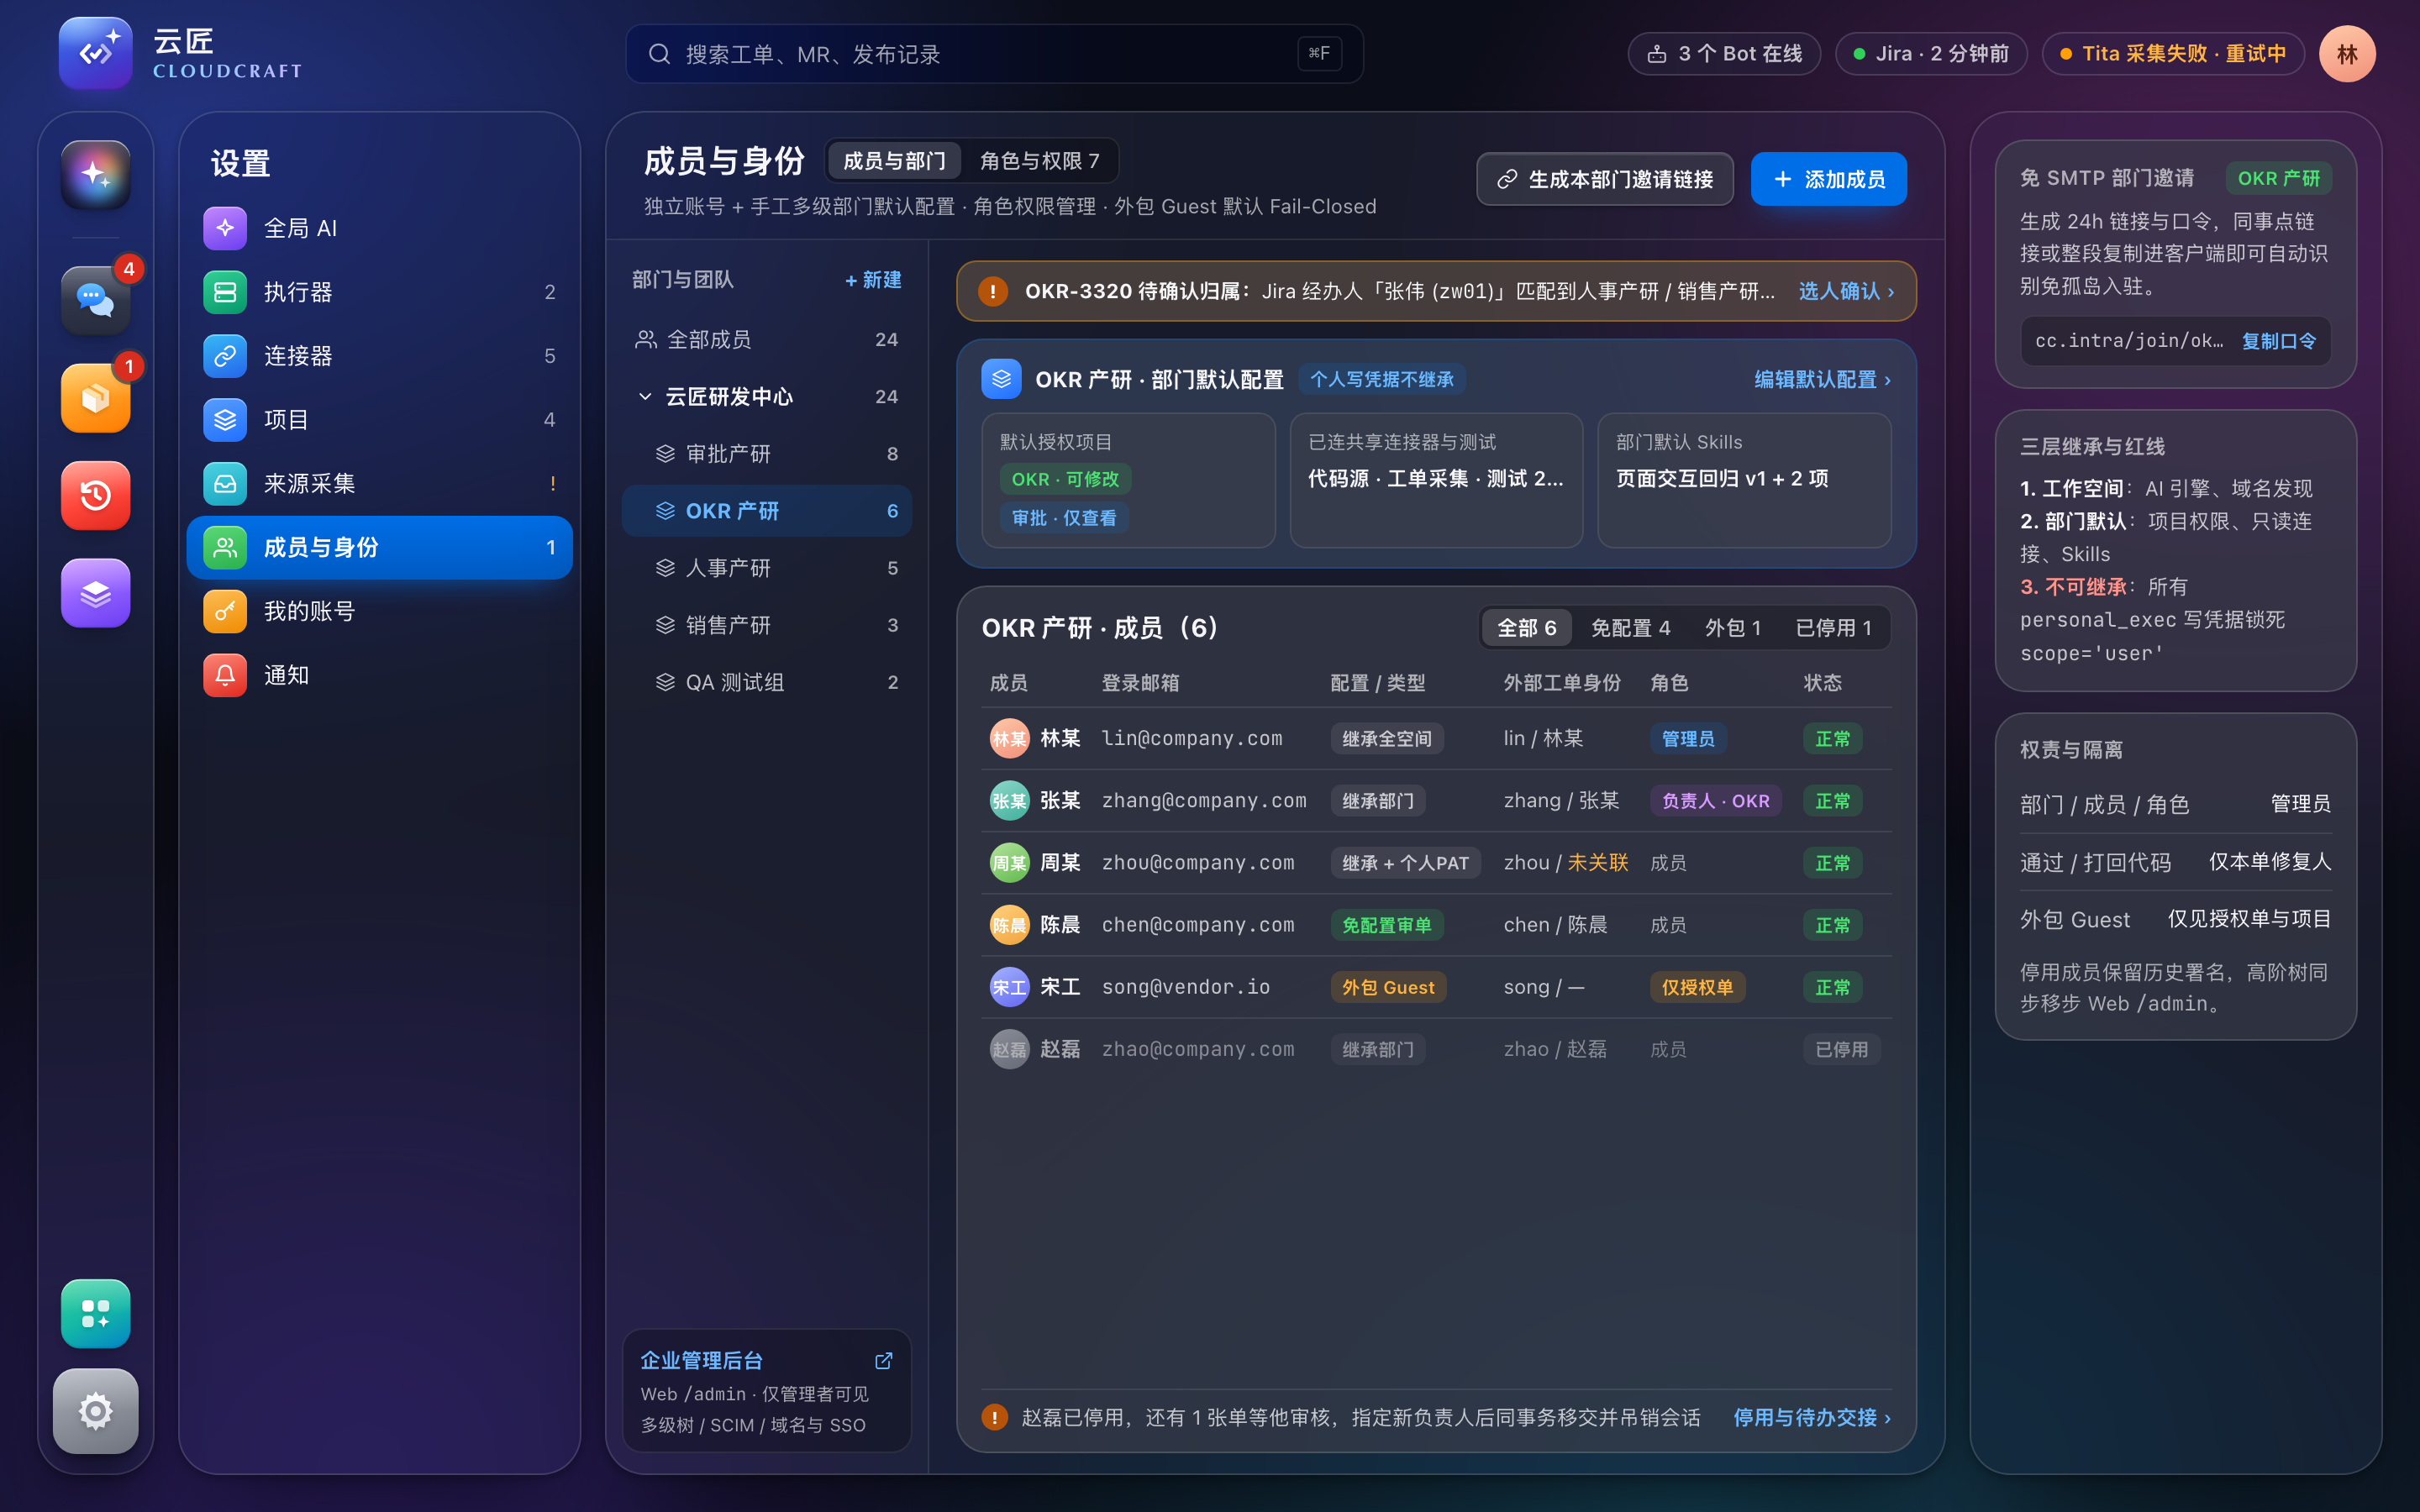 云匠
CLOUDCRAFT
搜索工单、MR、发布记录
⌘F
3 个 Bot 在线
Jira · 2 分钟前
Tita 采集失败 · 重试中
林
4
1
设置
全局 AI
执行器 2
连接器 5
项目 4
来源采集 !
成员与身份 1
我的账号
通知
成员与身份
成员与部门
角色与权限 7
独立账号 + 手工多级部门默认配置 · 角色权限管理 · 外包 Guest 默认 Fail-Closed
生成本部门邀请链接
+ 添加成员
部门与团队
+ 新建
全部成员 24
云匠研发中心 24
审批产研 8
OKR 产研 6
人事产研 5
销售产研 3
QA 测试组 2
企业管理后台
Web /admin · 仅管理者可见
多级树 / SCIM / 域名与 SSO
! OKR-3320 待确认归属：Jira 经办人「张伟 (zw01)」匹配到人事产研 / 销售产研… 选人确认 ›
OKR 产研 · 部门默认配置
个人写凭据不继承
编辑默认配置 ›
默认授权项目
OKR · 可修改
审批 · 仅查看
已连共享连接器与测试
代码源 · 工单采集 · 测试 2…
部门默认 Skills
页面交互回归 v1 + 2 项
OKR 产研 · 成员（6）
全部 6 免配置 4 外包 1 已停用 1
成员 登录邮箱 配置 / 类型 外部工单身份 角色 状态
林某 林某 lin@company.com 继承全空间 lin / 林某 管理员 正常
张某 张某 zhang@company.com 继承部门 zhang / 张某 负责人 · OKR 正常
周某 周某 zhou@company.com 继承 + 个人PAT zhou / 未关联 成员 正常
陈晨 陈晨 chen@company.com 免配置审单 chen / 陈晨 成员 正常
宋工 宋工 song@vendor.io 外包 Guest song / — 仅授权单 正常
赵磊 赵磊 zhao@company.com 继承部门 zhao / 赵磊 成员 已停用
! 赵磊已停用，还有 1 张单等他审核，指定新负责人后同事务移交并吊销会话 停用与待办交接 ›
免 SMTP 部门邀请
OKR 产研
生成 24h 链接与口令，同事点链
接或整段复制进客户端即可自动识
别免孤岛入驻。
cc.intra/join/ok… 复制口令
三层继承与红线
1. 工作空间：AI 引擎、域名发现
2. 部门默认：项目权限、只读连
接、Skills
3. 不可继承：所有
personal_exec 写凭据锁死
scope='user'
权责与隔离
部门 / 成员 / 角色 管理员
通过 / 打回代码 仅本单修复人
外包 Guest 仅见授权单与项目
停用成员保留历史署名，高阶树同
步移步 Web /admin。